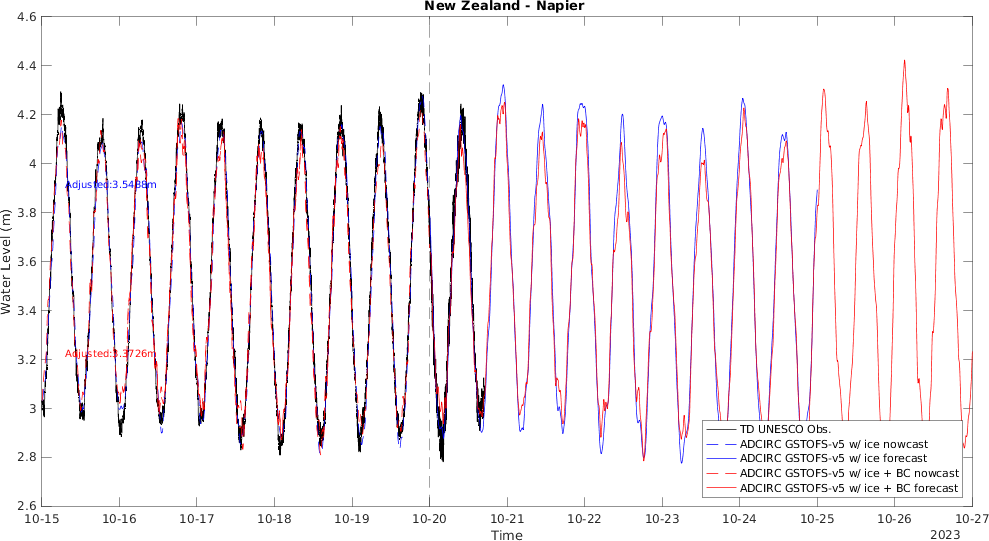 New Zealand - Napier
4.6
4.4
4.2
4
3.8
3.6
3.4
3.2
3
2.8
2.6
Water Level (m)
Adjusted:3.5488m
Adjusted:3.3726m
TD UNESCO Obs.
ADCIRC GSTOFS-v5 w/ ice nowcast
ADCIRC GSTOFS-v5 w/ ice forecast
ADCIRC GSTOFS-v5 w/ ice + BC nowcast
ADCIRC GSTOFS-v5 w/ ice + BC forecast
10-15 10-16 10-17 10-18 10-19 10-20 10-21 10-22 10-23 10-24 10-25 10-26 10-27
Time
2023